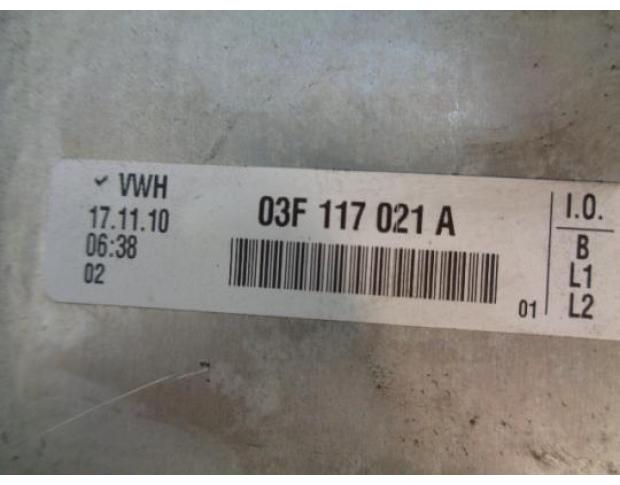 ✓ VWH
17.11.10
06:38
02
03F 117 021 A
01
I.O.
B
L1
L2